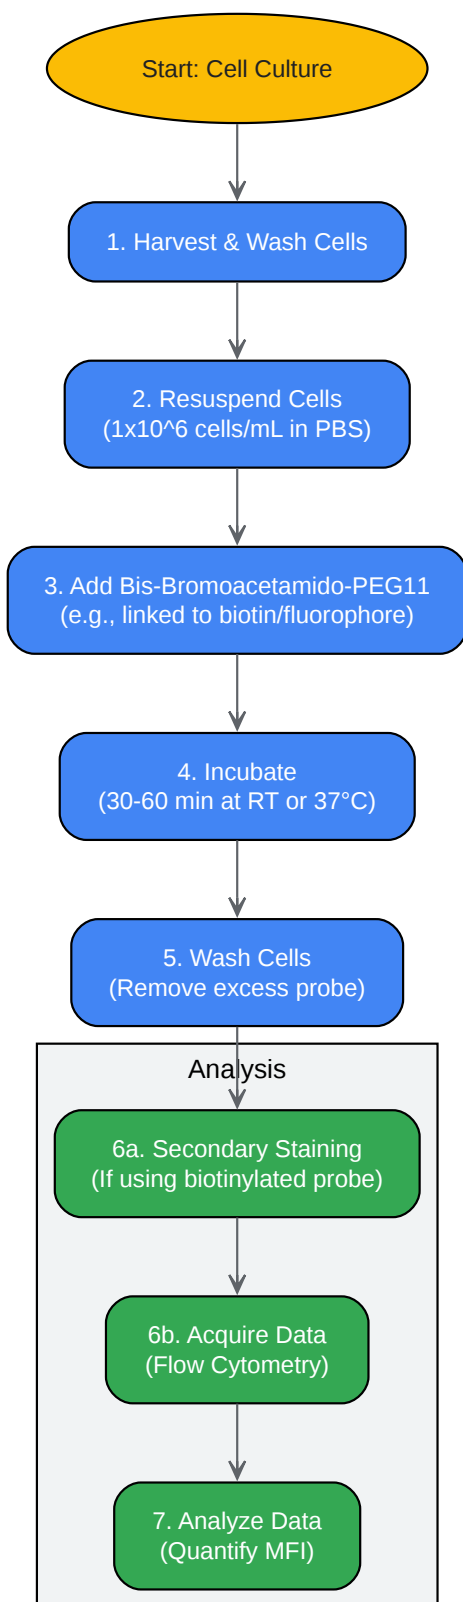 Start: Cell Culture
1. Harvest & Wash Cells
2. Resuspend Cells
(1x10^6 cells/mL in PBS)
3. Add Bis-Bromoacetamido-PEG11
(e.g., linked to biotin/fluorophore)
4. Incubate
(30-60 min at RT or 37°C)
5. Wash Cells
(Remove excess probe)
Analysis
6a. Secondary Staining
(If using biotinylated probe)
6b. Acquire Data
(Flow Cytometry)
7. Analyze Data
(Quantify MFI)